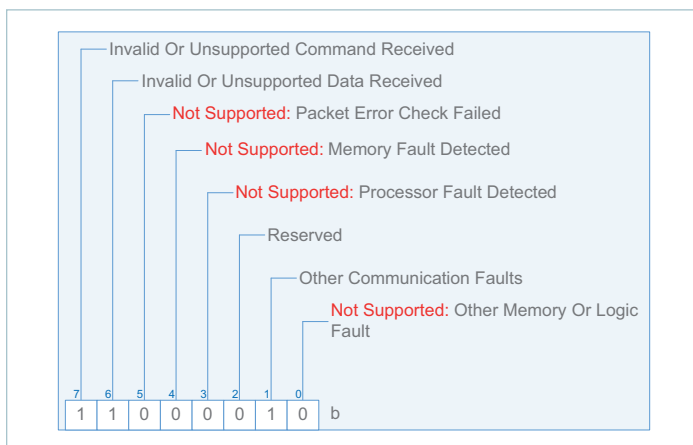 Invalid Or Unsupported Command Received
Invalid Or Unsupported Data Received
Not Supported: Packet Error Check Failed
Not Supported: Memory Fault Detected
Not Supported: Processor Fault Detected
Reserved
Other Communication Faults
Not Supported: Other Memory Or Logic
Fault
7 6 5 4 3 2 1 0
1 1 0 0 0 0 1 0 b